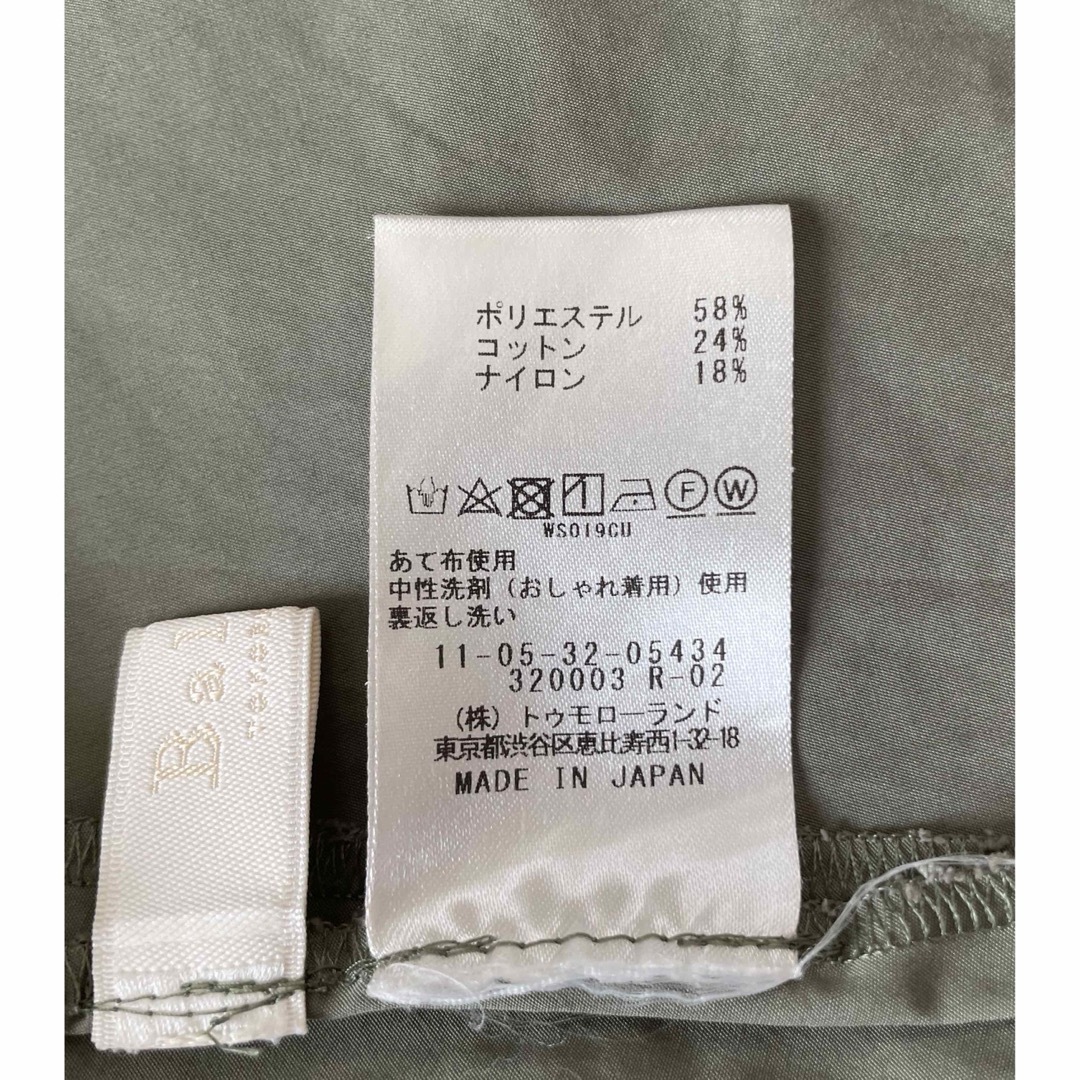 ポリエステル 58%
コットン 24%
ナイロン 18%
F W
WS019CU
あて布使用
中性洗剤（おしゃれ着用）使用
裏返し洗い
11-05-32-05434
320003 R-02
（株）トゥモローランド
東京都渋谷区恵比寿西1-32-18
MADE IN JAPAN
Bal